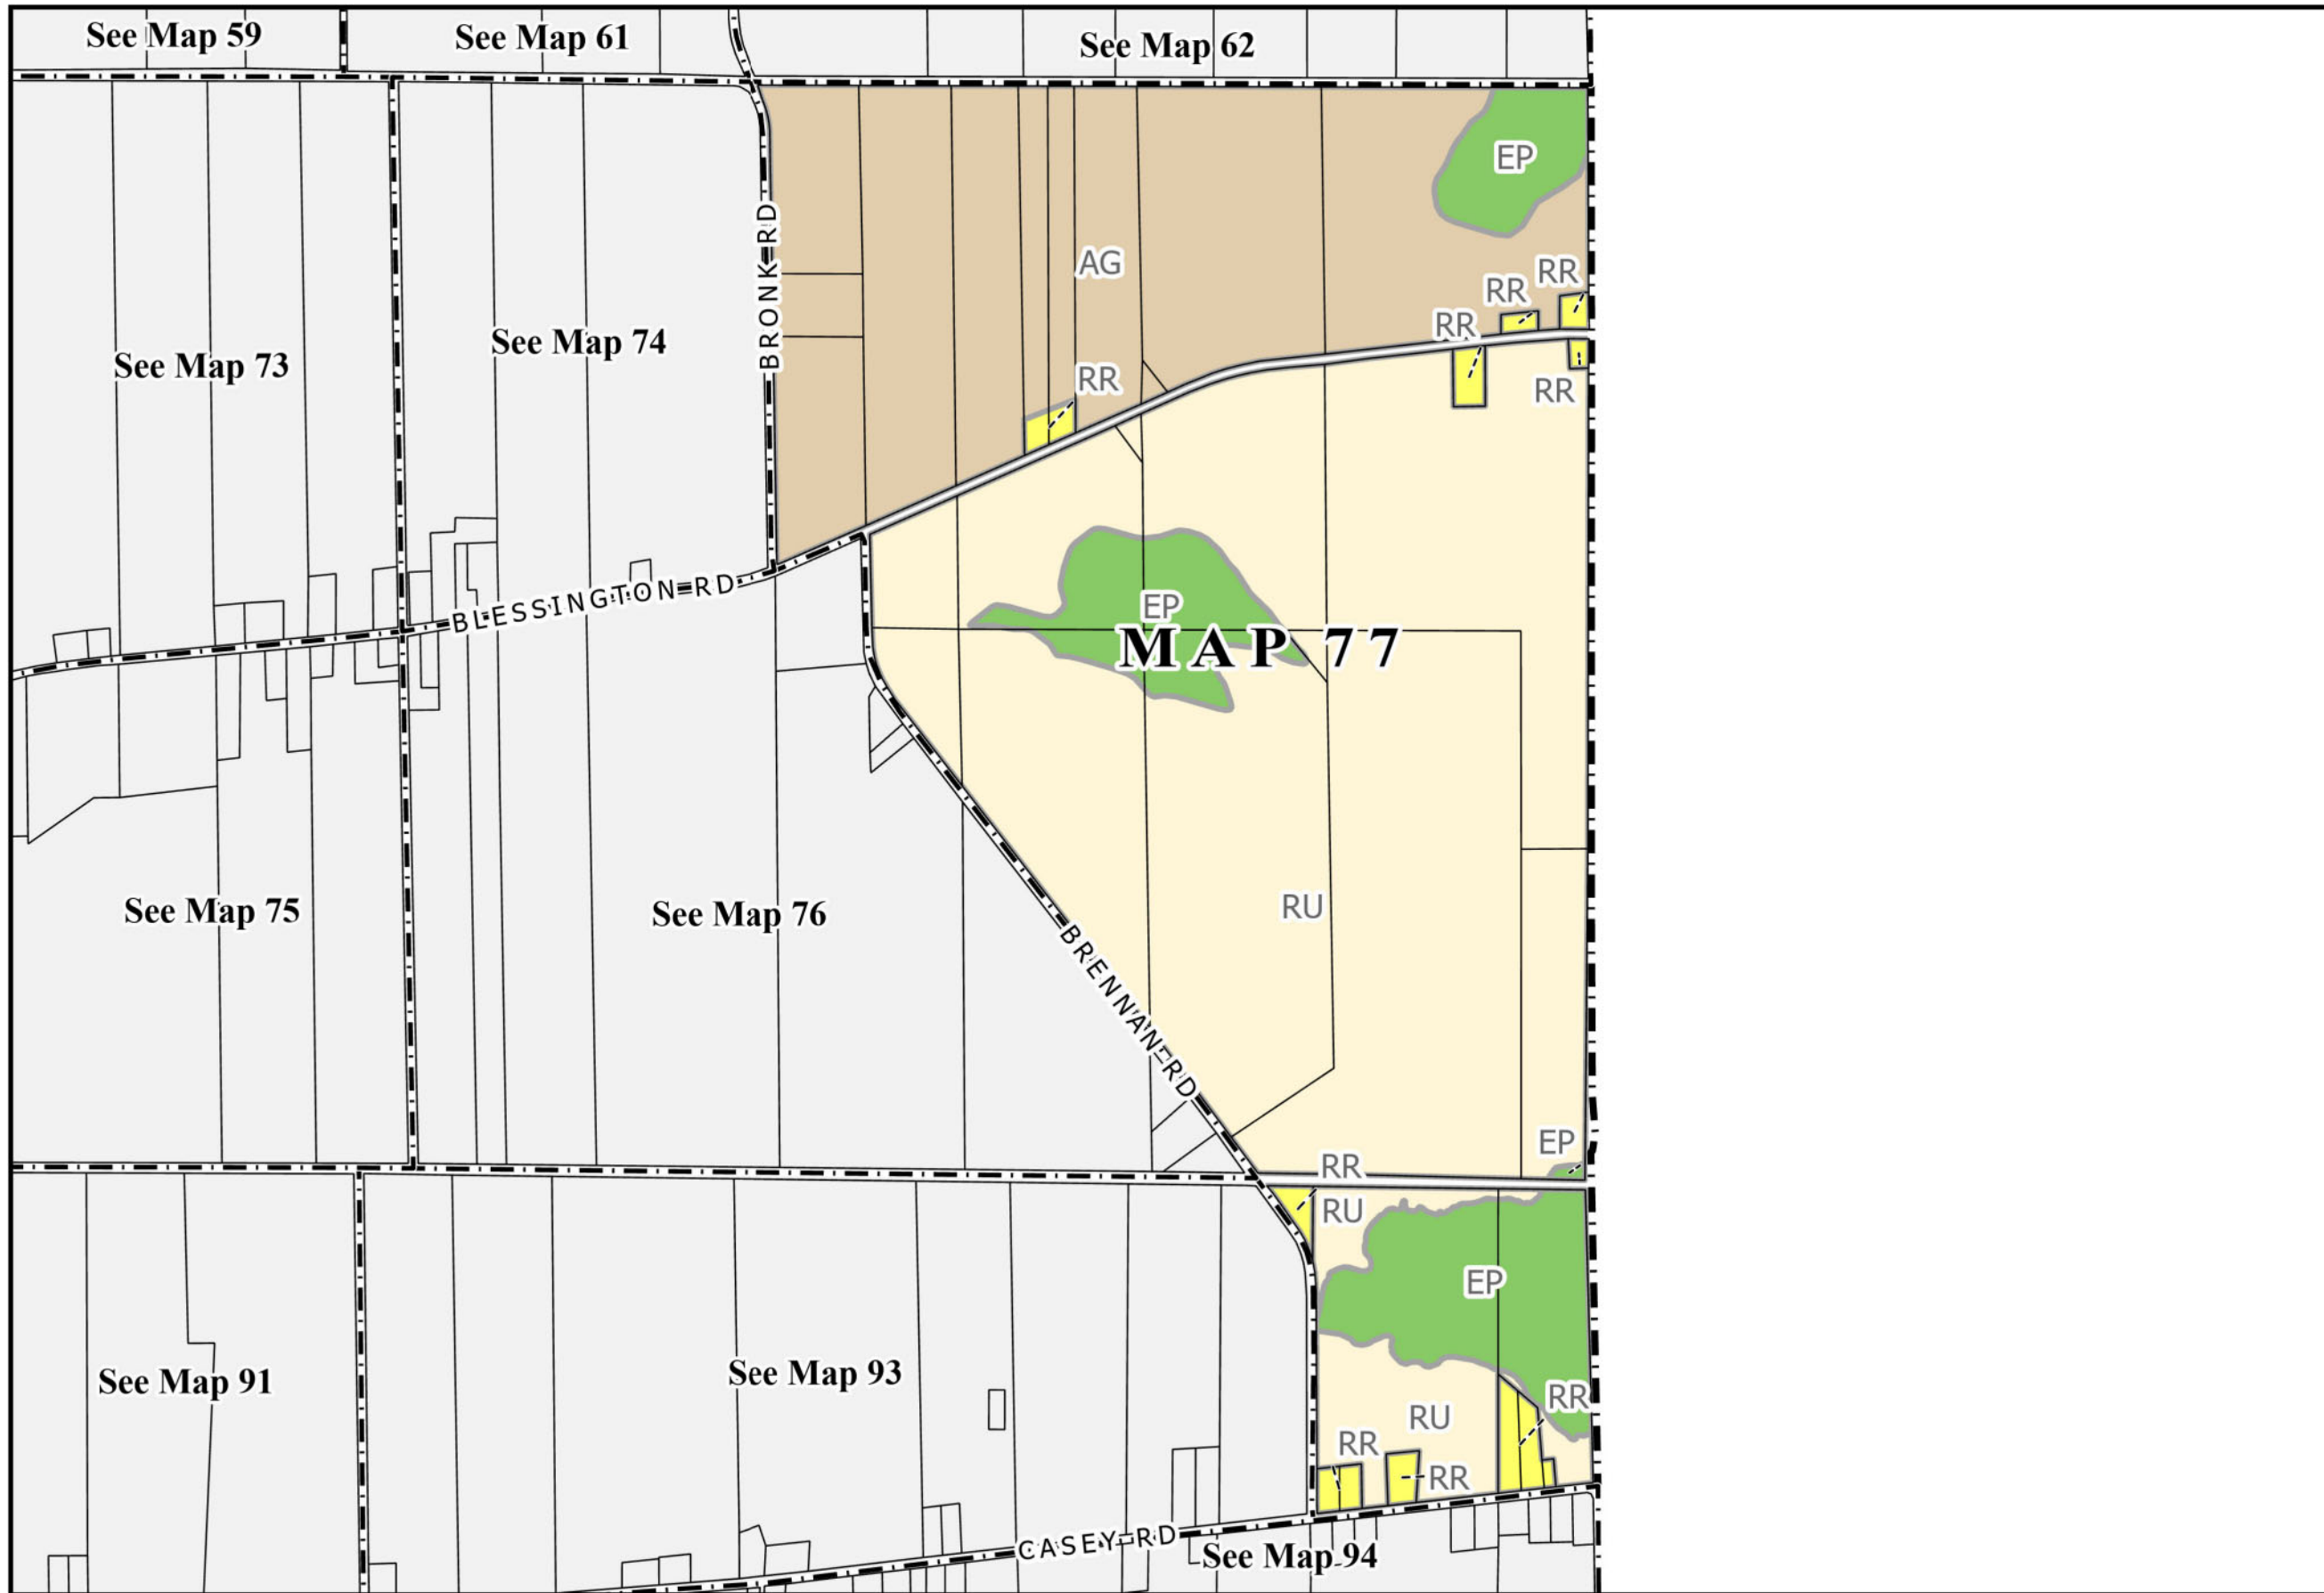 See Map 59
See Map 61
See Map 62
EP
BRONK RD
AG
RR
RR
RR
See Map 73
See Map 74
RR
RR
BLESSINGTON RD
EP
MAP 77
See Map 75
See Map 76
RU
BRENNAN RD
EP
RR
RU
EP
See Map 91
See Map 93
RR
RU
RR
RR
CASEY RD
See Map 94